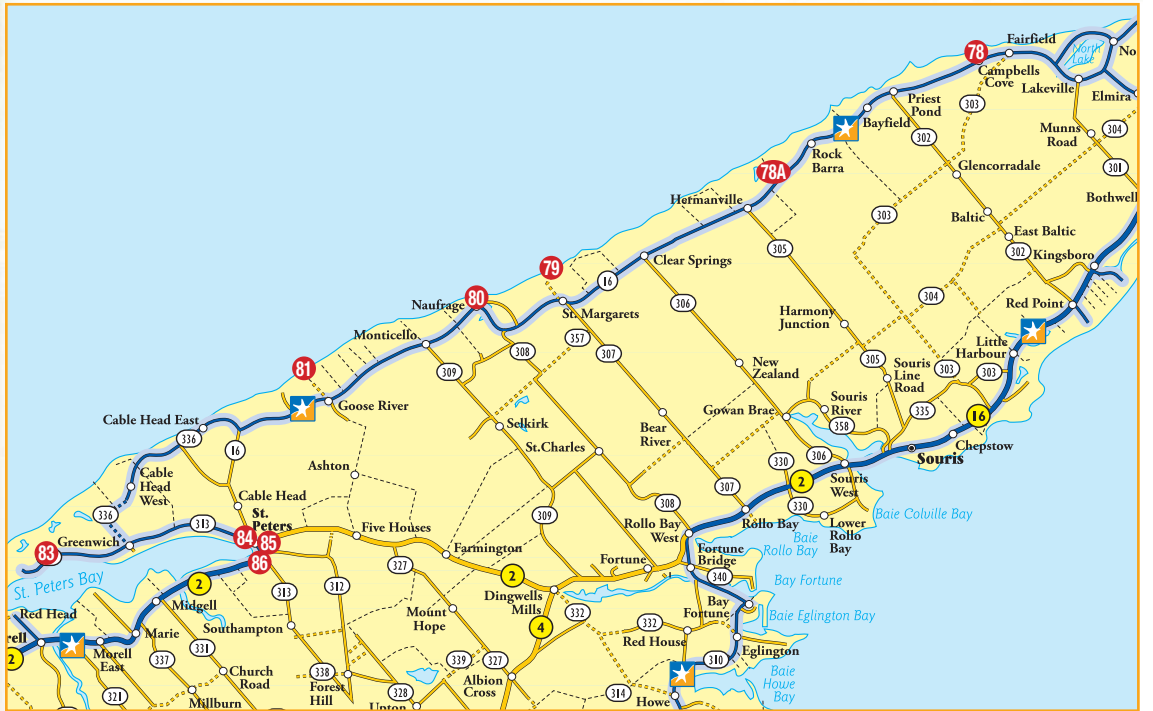 Fairfield
78
North
Lake
No
Campbells
Cove
Lakeville
Elmira
Priest
Pond
303
Bayfield
302
Munns
Road
304
Rock
Barra
78A
Glencorradale
301
Hermanville
Bothwell
303
Baltic
East Baltic
305
302
Kingsboro
79
Clear Springs
16
80
Naufrage
306
304
Red Point
St. Margarets
Harmony
Junction
Monticello
357
308
307
Little
Harbour
305
81
309
New
Zealand
Souris
Line
Road
303
303
Goose River
Souris
River
335
16
Cable Head East
Gowan Brae
358
336
Selkirk
Bear
River
Chepstow
16
St.Charles
306
Souris
Ashton
330
2
Souris
West
Cable
Head
West
307
Cable Head
308
330
336
St.
Peters
309
Baie Colville Bay
313
Rollo Bay
West
Rollo Bay
Lower
Rollo
Bay
84
85
Five Houses
Baie
Rollo Bay
Greenwich
83
Farmington
Fortune
Fortune
Bridge
86
327
2
340
Bay Fortune
St. Peters Bay
2
313
312
Dingwells
Mills
Midgell
Bay
Fortune
Baie Eglington Bay
Red Head
Mount
Hope
332
332
Southampton
4
Marie
rell
Red House
331
Eglington
2
Morell
East
337
339
327
310
Church
Road
338
Albion
Cross
Baie
Howe
Bay
321
Forest
Hill
328
314
Millburn
Upton
Howe